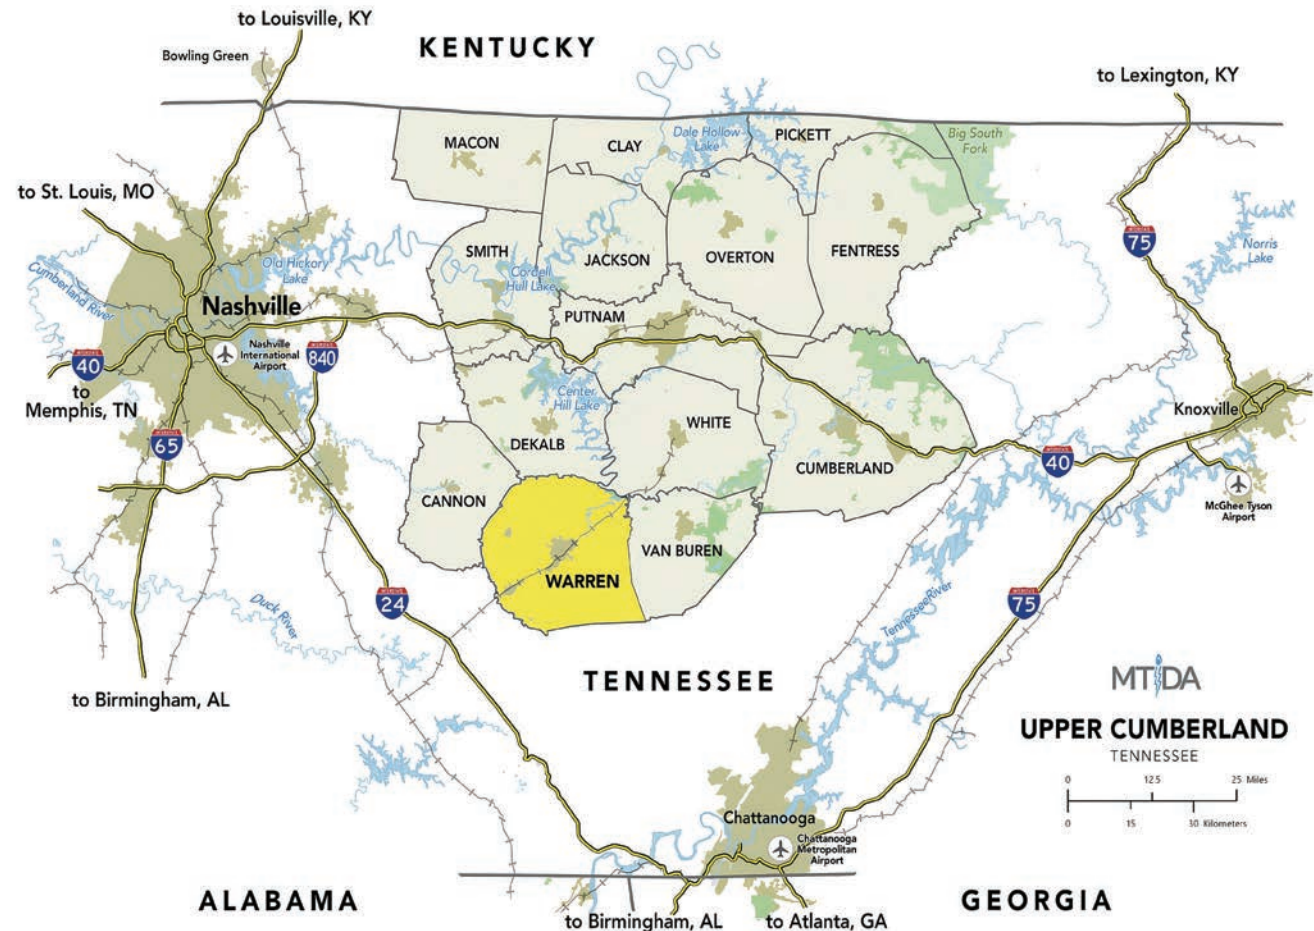 to Louisville, KY
KENTUCKY
Bowling Green
to Lexington, KY
MACON
CLAY
Dale Hollow
Lake
PICKETT
Big South
Fork
to St. Louis, MO
75
Norris
Lake
Cumberland River
Old Hickory
Lake
SMITH
Cordell
Hull Lake
JACKSON
OVERTON
FENTRESS
Nashville
PUTNAM
Nashville
International
Airport
40
840
to
Memphis, TN
Center
Hill Lake
Knoxville
65
DEKALB
WHITE
CUMBERLAND
40
CANNON
McGhee Tyson
Airport
VAN BUREN
WARREN
24
75
Duck River
Tennessee River
TENNESSEE
to Birmingham, AL
MTIDA
UPPER CUMBERLAND
TENNESSEE
0 12.5 25 Miles
0 15 30 Kilometers
Chattanooga
Chattanooga
Metropolitan
Airport
ALABAMA
GEORGIA
to Birmingham, AL
to Atlanta, GA